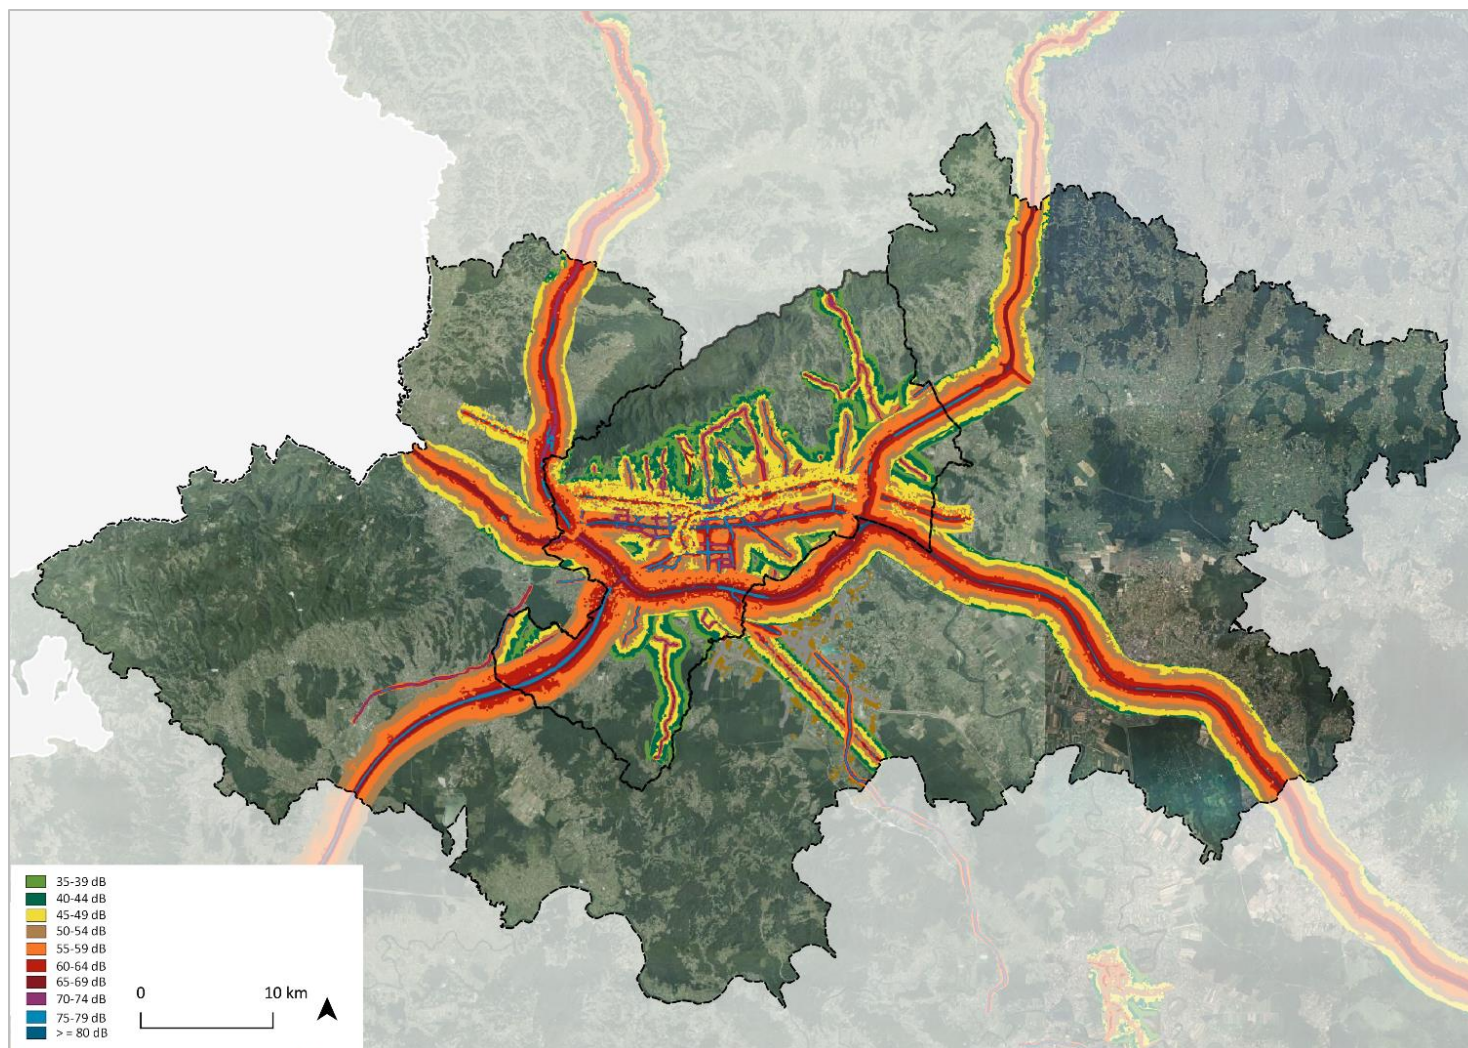 35-39 dB
40-44 dB
45-49 dB
50-54 dB
55-59 dB
60-64 dB
65-69 dB
70-74 dB
75-79 dB
> = 80 dB
0 10 km